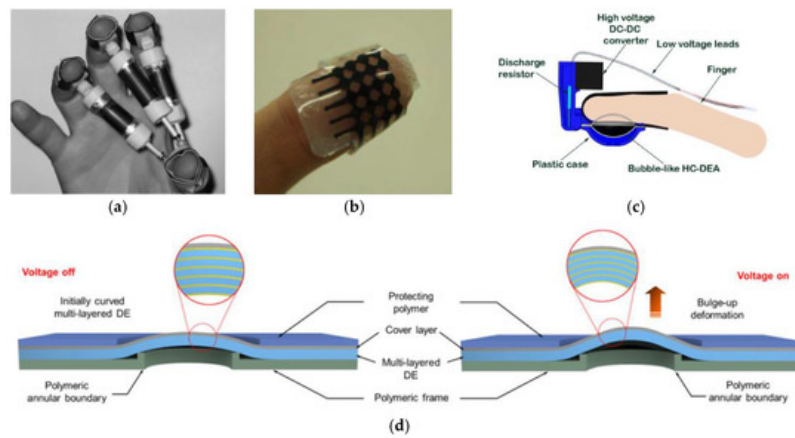 High voltage
DC-DC
converter
Low voltage leads
Discharge
resistor
Finger
Plastic case
Bubble-like HC-DEA
(a)
(b)
(c)
Voltage off
Voltage on
Initially curved
multi-layered DE
Protecting
polymer
Bulge-up
deformation
Cover layer
Multi-layered
DE
Polymeric
annular boundary
Polymeric frame
Polymeric
annular boundary
(d)